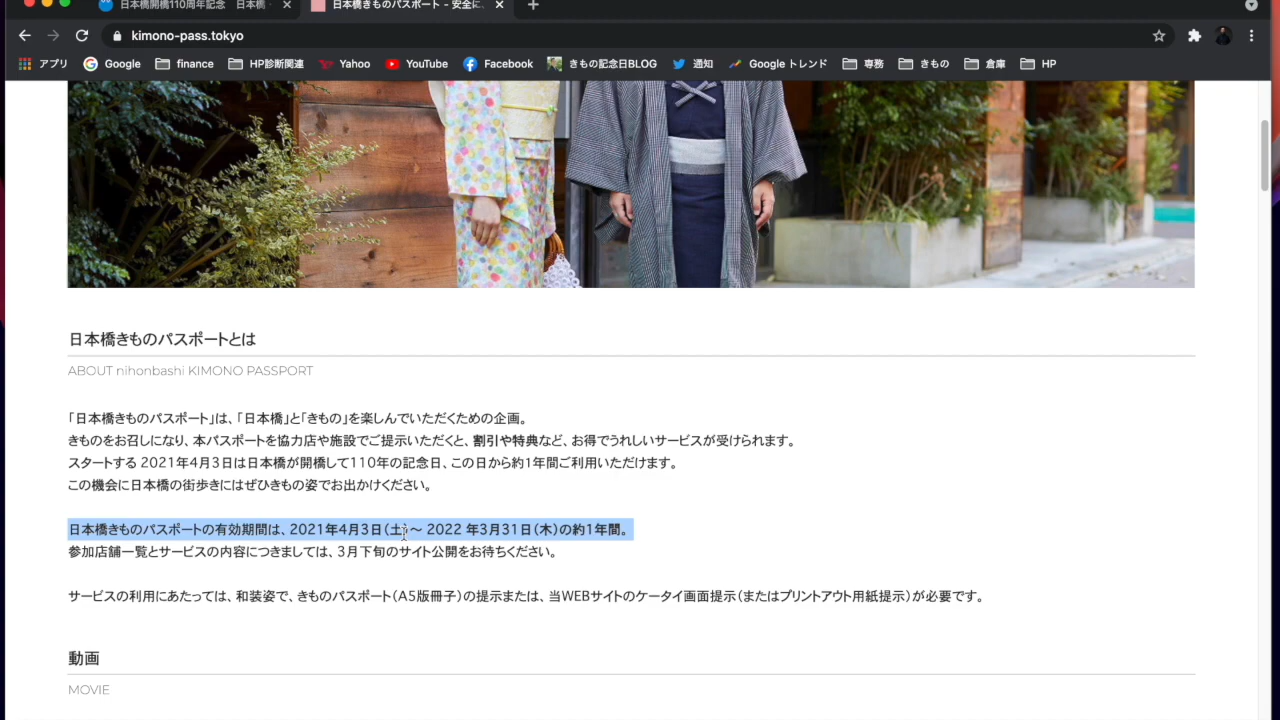 日本橋開橋110周年記念 日本橋
日本橋きものパスポート - 安全に
kimono-pass.tokyo
アプリ Google finance HP診断関連 Yahoo YouTube Facebook きもの記念日BLOG 通知 Google トレンド 専務 きもの 倉庫 HP
日本橋きものパスポートとは
ABOUT nihonbashi KIMONO PASSPORT
「日本橋きものパスポート」は、「日本橋」と「きもの」を楽しんでいただくための企画。
きものをお召しになり、本パスポートを協力店や施設でご提示いただくと、割引や特典など、お得でうれしいサービスが受けられます。
スタートする 2021年4月3日は日本橋が開橋して110年の記念日、この日から約1年間ご利用いただけます。
この機会に日本橋の街歩きにはぜひきもの姿でお出かけください。
日本橋きものパスポートの有効期間は、2021年4月3日(土)〜 2022 年3月31日(木)の約1年間。
参加店舗一覧とサービスの内容につきましては、3月下旬のサイト公開をお待ちください。
サービスの利用にあたっては、和装姿で、きものパスポート(A5版冊子)の提示または、当WEBサイトのケータイ画面提示(またはプリントアウト用紙提示)が必要です。
動画
MOVIE